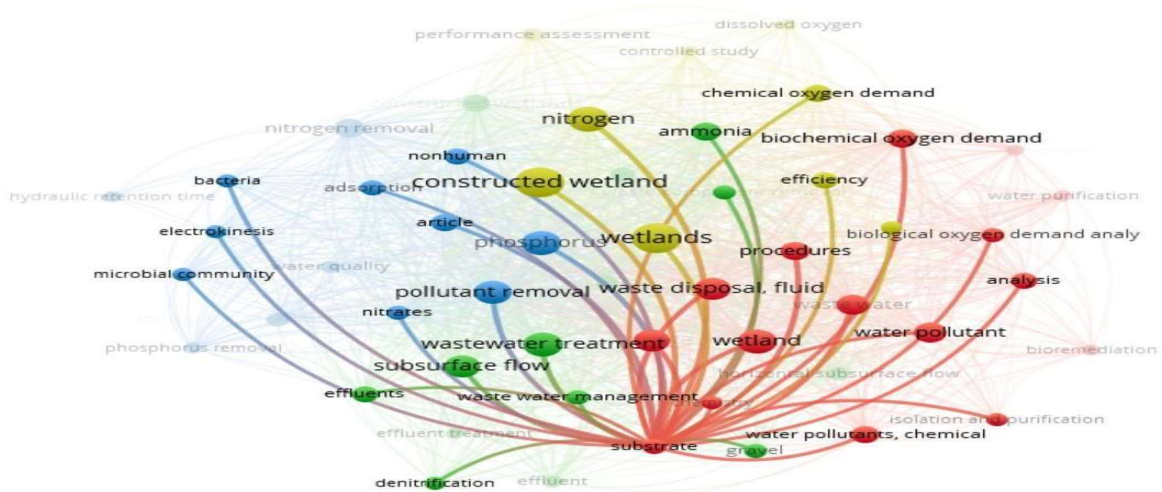 dissolved oxygen
performance assessment
controlled study
chemical oxygen demand
constructed wetlands
nitrogen
nitrogen removal
ammonia
biochemical oxygen demand
nonhuman
bacteria
adsorption
constructed wetland
efficiency
hydraulic retention time
water purification
article
electrokinesis
phosphorus
wetlands
biological oxygen demand analy
procedures
microbial community
water quality
analysis
pollutant removal
waste disposal, fluid
waste water
nitrates
water pollutant
phosphorus removal
wastewater treatment
wetland
bioremediation
subsurface flow
horizontal subsurface flow
effluents
waste water management
chemistry
isolation and purification
effluent treatment
substrate
water pollutants, chemical
gravel
denitrification
effluent